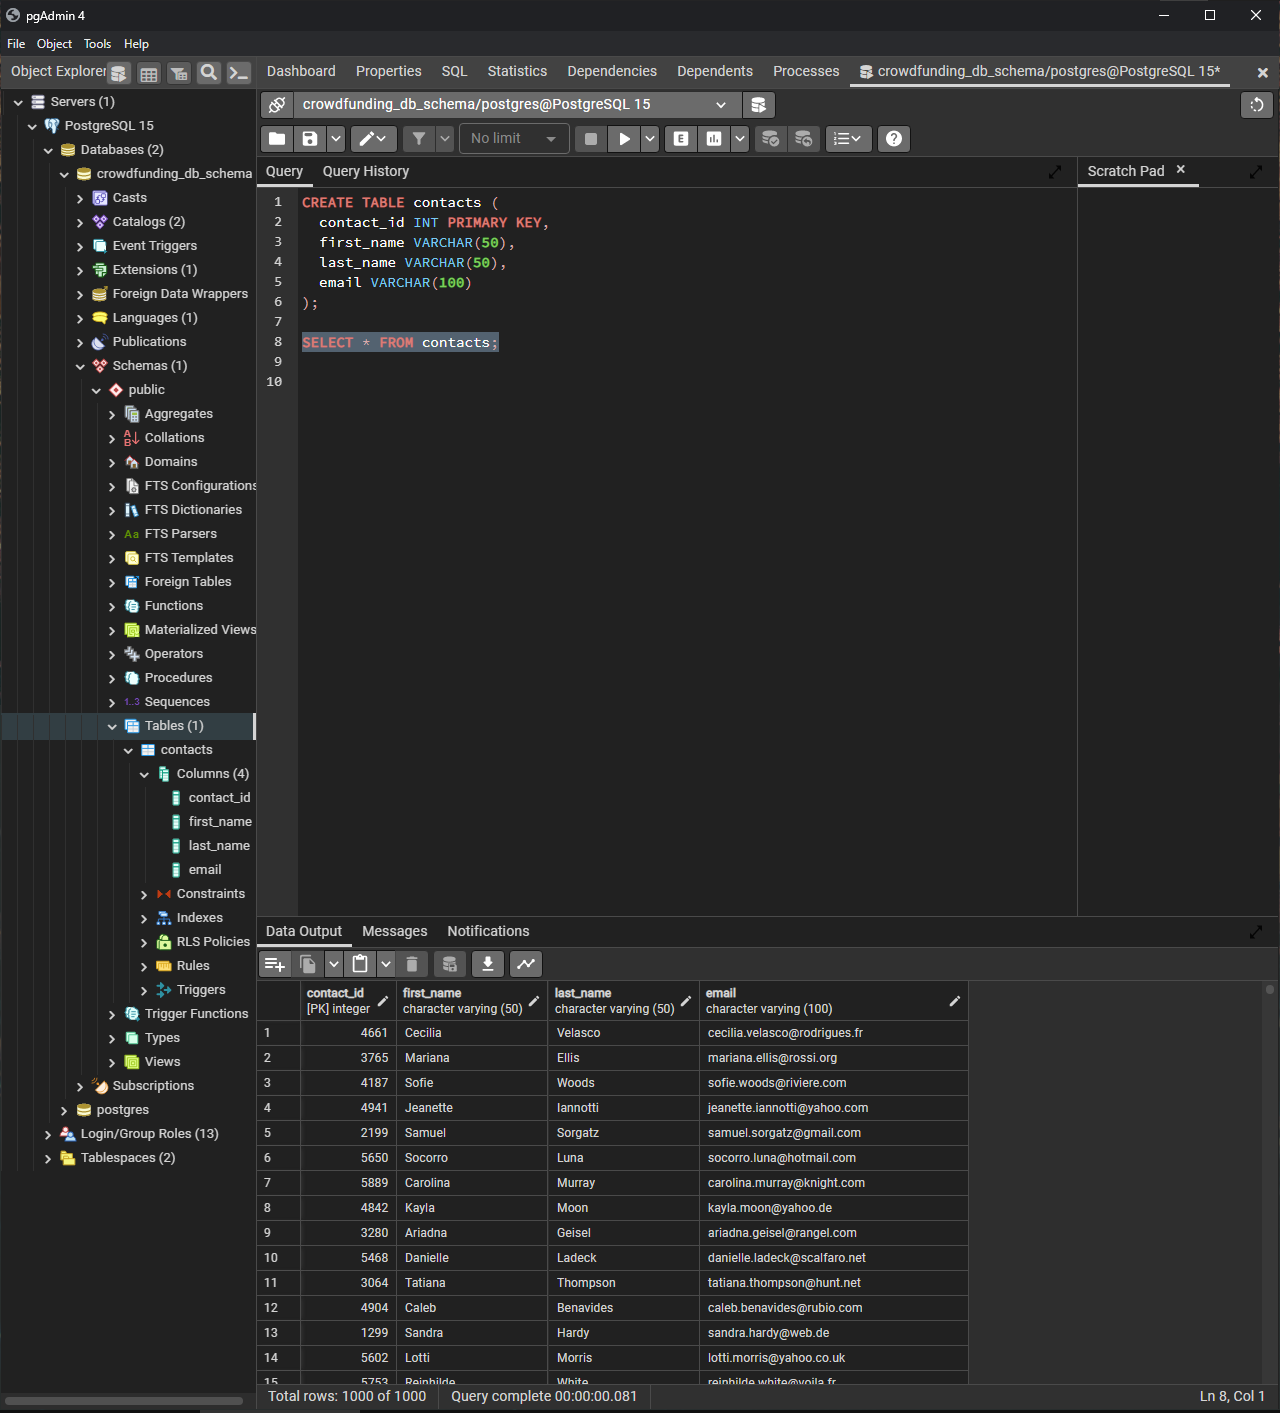 pgAdmin 4
File Object Tools Help
Object Explorer
Dashboard Properties SQL Statistics Dependencies Dependents Processes crowdfunding_db_schema/postgres@PostgreSQL 15*
Servers (1)
PostgreSQL 15
Databases (2)
crowdfunding_db_schema
Casts
Catalogs (2)
Event Triggers
Extensions (1)
Foreign Data Wrappers
Languages (1)
Publications
Schemas (1)
public
Aggregates
Collations
Domains
FTS Configurations
FTS Dictionaries
FTS Parsers
FTS Templates
Foreign Tables
Functions
Materialized Views
Operators
Procedures
1..3 Sequences
Tables (1)
contacts
Columns (4)
contact_id
first_name
last_name
email
Constraints
Indexes
RLS Policies
Rules
Triggers
Trigger Functions
Types
Views
Subscriptions
postgres
Login/Group Roles (13)
Tablespaces (2)
crowdfunding_db_schema/postgres@PostgreSQL 15
No limit
E
Query Query History
Scratch Pad
1 CREATE TABLE contacts (
2 contact_id INT PRIMARY KEY,
3 first_name VARCHAR(50),
4 last_name VARCHAR(50),
5 email VARCHAR(100)
6 );
7
8 SELECT * FROM contacts;
9
10
Data Output Messages Notifications
contact_id first_name last_name email
[PK] integer character varying (50) character varying (50) character varying (100)
1 4661 Cecilia Velasco cecilia.velasco@rodrigues.fr
2 3765 Mariana Ellis mariana.ellis@rossi.org
3 4187 Sofie Woods sofie.woods@riviere.com
4 4941 Jeanette Iannotti jeanette.iannotti@yahoo.com
5 2199 Samuel Sorgatz samuel.sorgatz@gmail.com
6 5650 Socorro Luna socorro.luna@hotmail.com
7 5889 Carolina Murray carolina.murray@knight.com
8 4842 Kayla Moon kayla.moon@yahoo.de
9 3280 Ariadna Geisel ariadna.geisel@rangel.com
10 5468 Danielle Ladeck danielle.ladeck@scalfaro.net
11 3064 Tatiana Thompson tatiana.thompson@hunt.net
12 4904 Caleb Benavides caleb.benavides@rubio.com
13 1299 Sandra Hardy sandra.hardy@web.de
14 5602 Lotti Morris lotti.morris@yahoo.co.uk
15 5753 Reinhilde White reinhilde.white@voila.fr
Total rows: 1000 of 1000 Query complete 00:00:00.081 Ln 8, Col 1